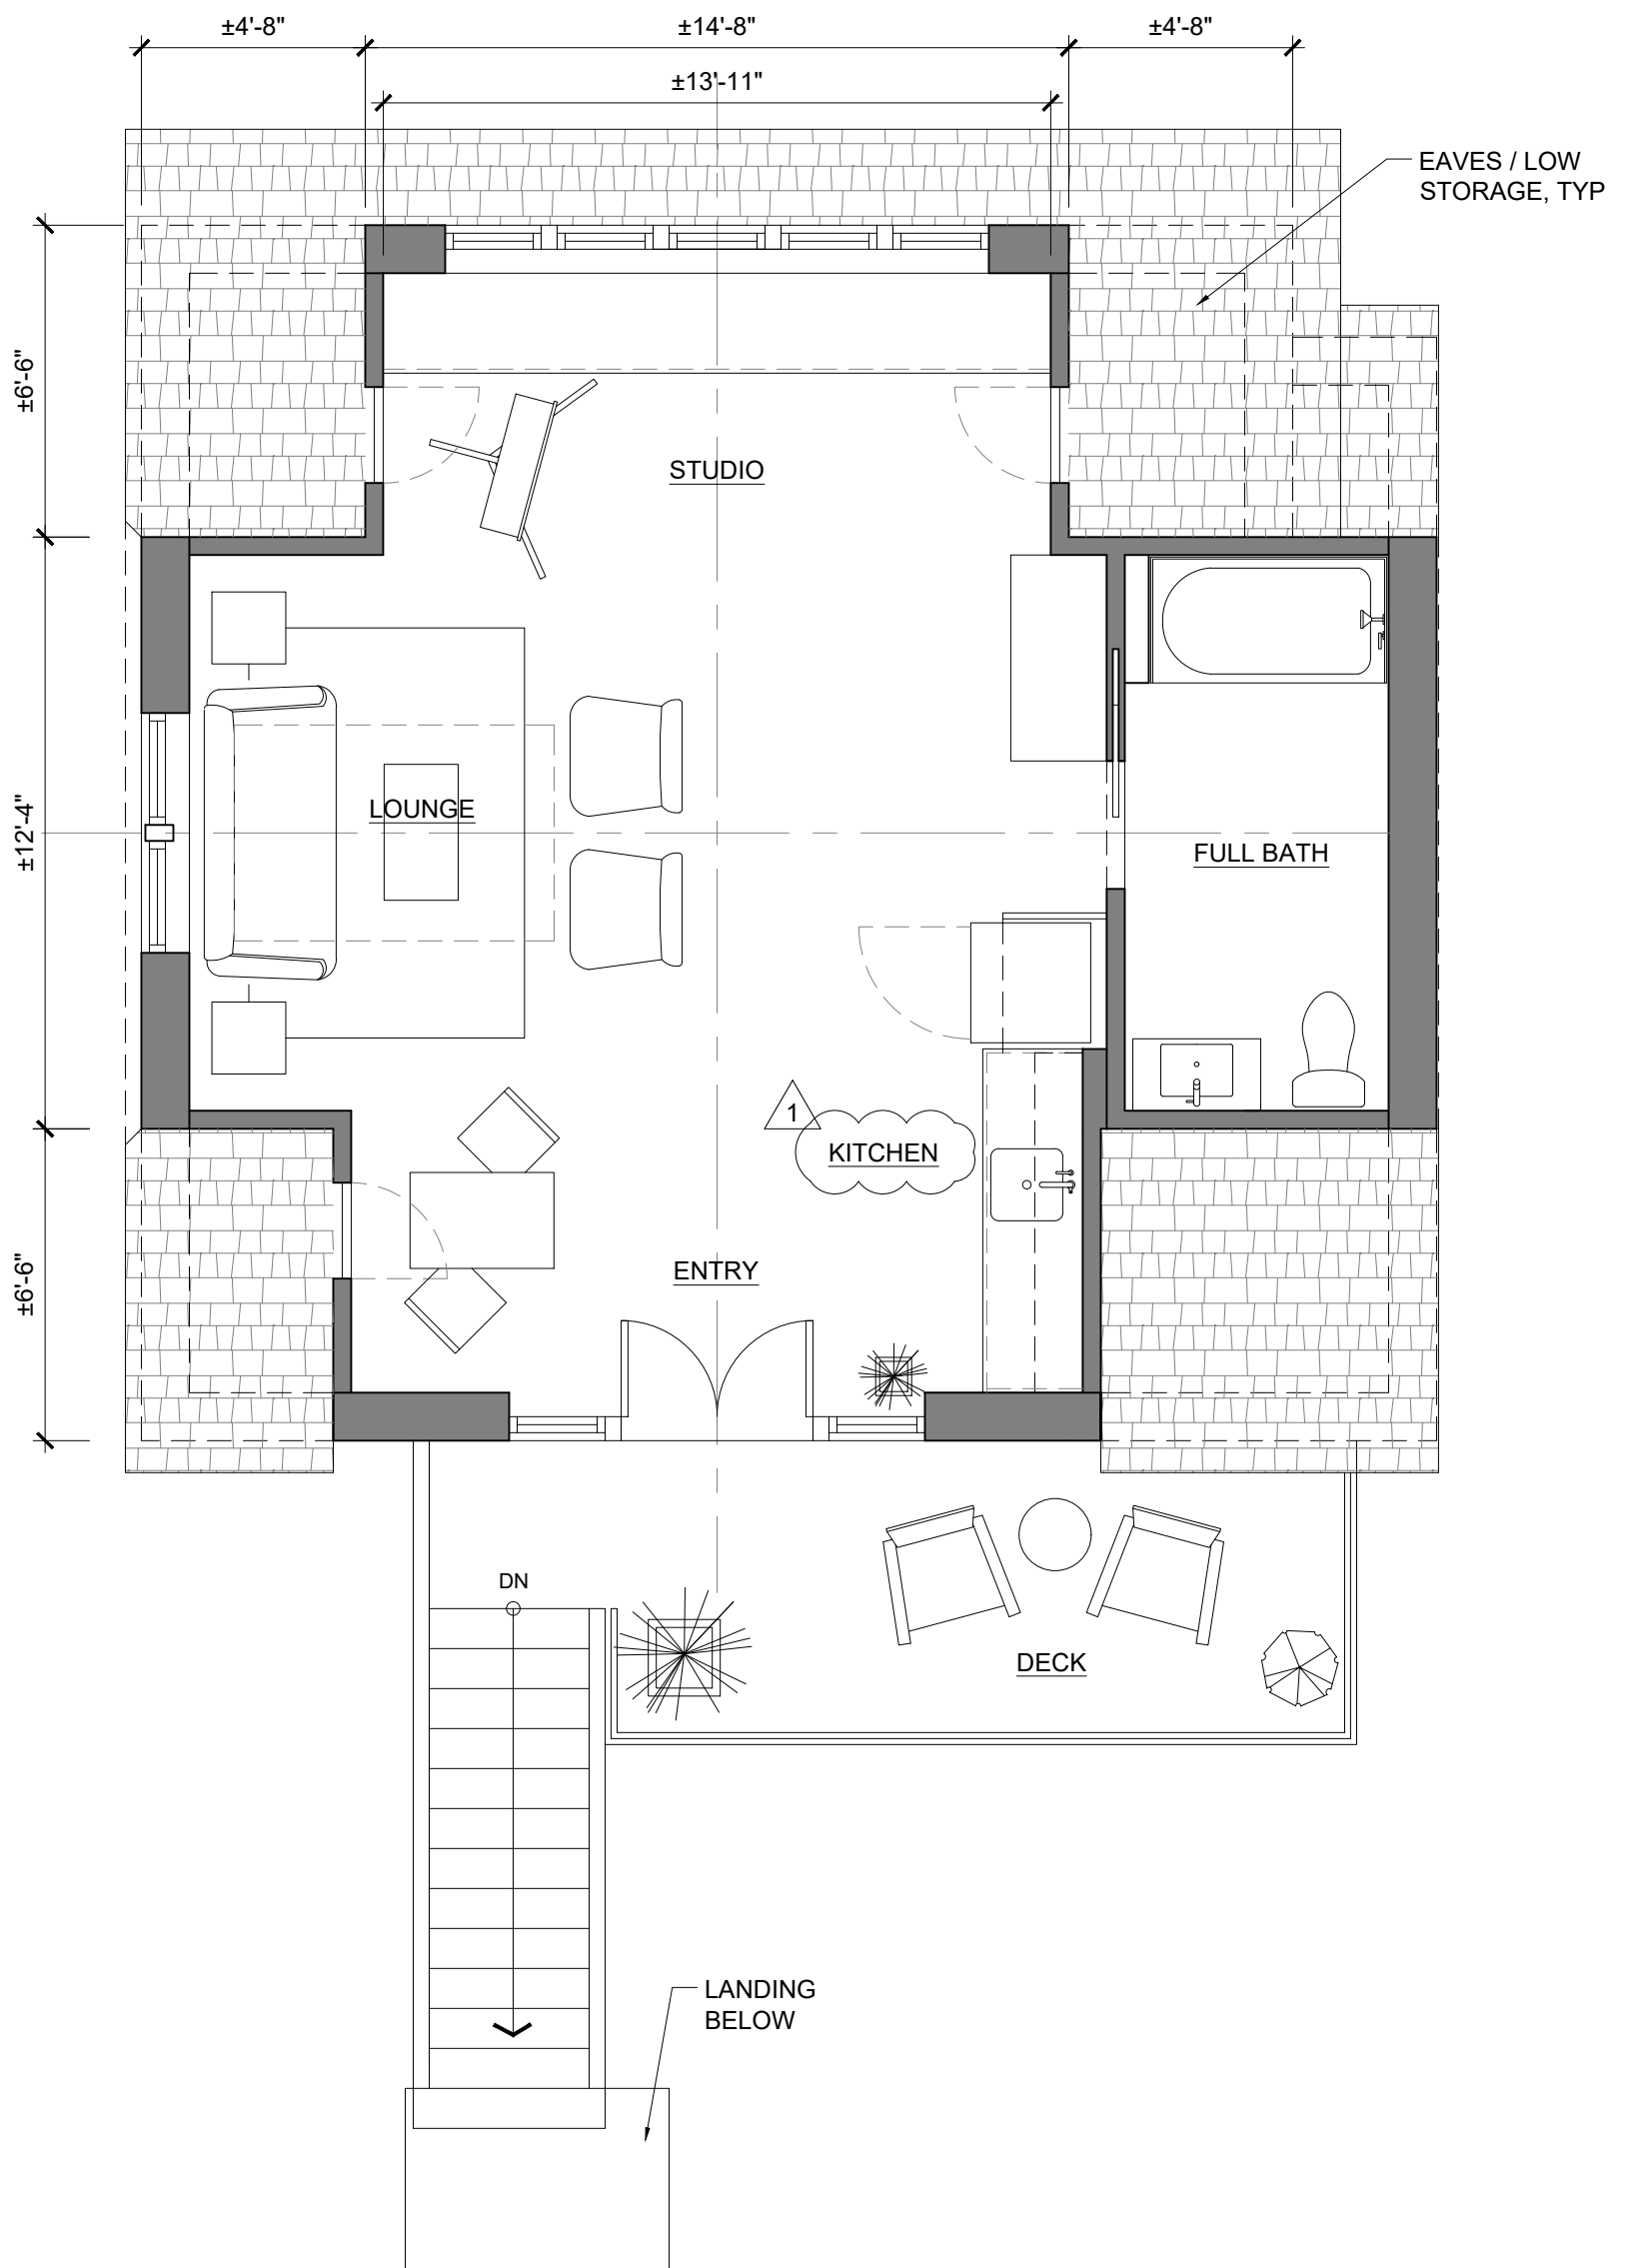 ±4'-8"
±14'-8"
±4'-8"
±13'-11"
EAVES / LOW
STORAGE, TYP
±6'-6"
STUDIO
±12'-4"
LOUNGE
FULL BATH
1
KITCHEN
±6'-6"
ENTRY
DN
DECK
LANDING
BELOW